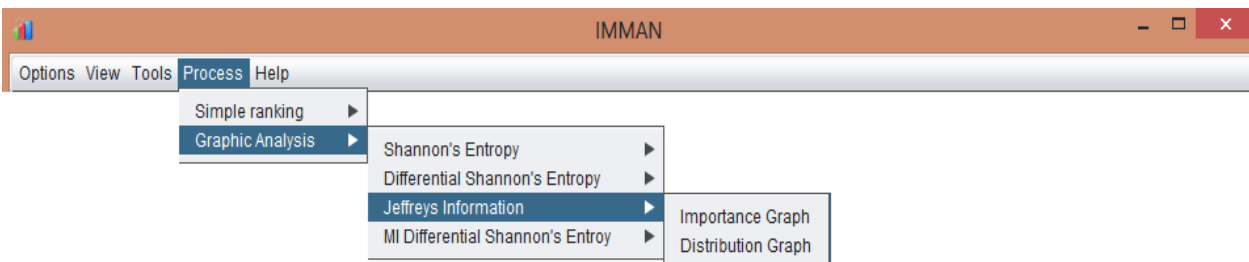 IMMAN
Options View Tools Process Help
Simple ranking
Graphic Analysis
Shannon's Entropy
Differential Shannon's Entropy
Jeffreys Information
MI Differential Shannon's Entroy
Importance Graph
Distribution Graph